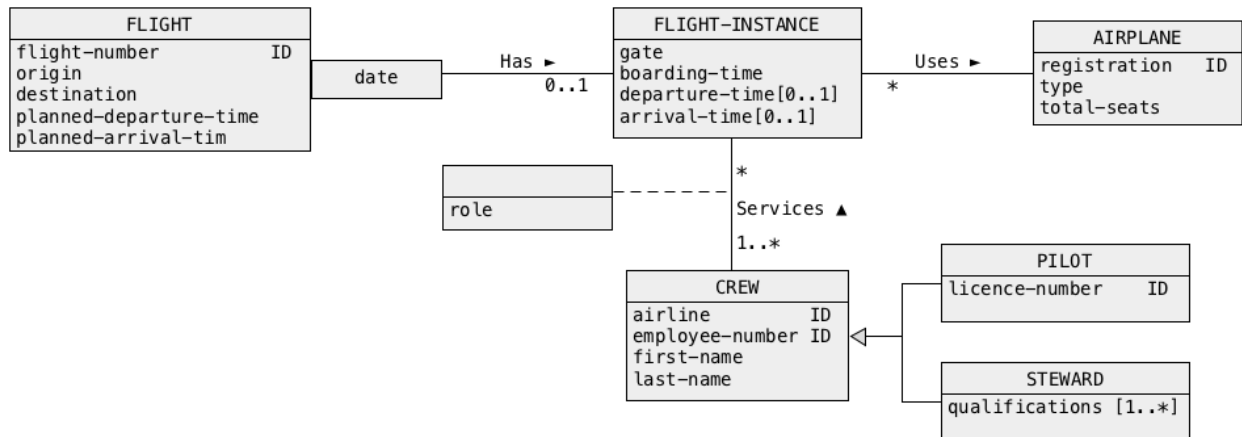 FLIGHT
flight-number ID
origin
destination
planned-departure-time
planned-arrival-tim
date
Has ►
0..1
FLIGHT-INSTANCE
gate
boarding-time
departure-time[0..1]
arrival-time[0..1]
Uses ►
*
AIRPLANE
registration ID
type
total-seats
role
*
Services ▲
1..*
CREW
airline ID
employee-number ID
first-name
last-name
PILOT
licence-number ID
STEWARD
qualifications [1..*]